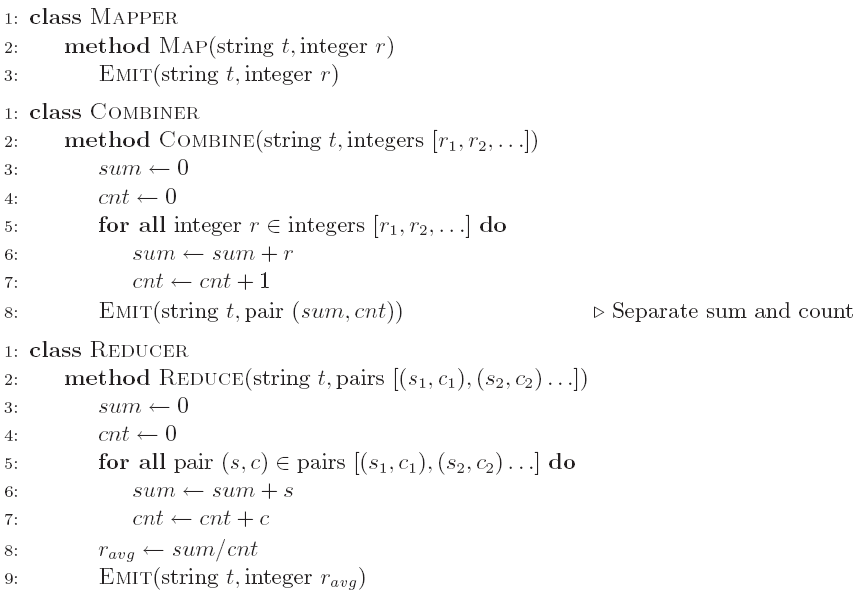 1: class Mapper
2: method Map(string t, integer r)
3: Emit(string t, integer r)
1: class Combiner
2: method Combine(string t, integers [r₁, r₂, . . .])
3: sum ← 0
4: cnt ← 0
5: for all integer r ∈ integers [r₁, r₂, . . .] do
6: sum ← sum + r
7: cnt ← cnt + 1
8: Emit(string t, pair (sum, cnt)) ▷ Separate sum and count
1: class Reducer
2: method Reduce(string t, pairs [(s₁, c₁), (s₂, c₂) . . .])
3: sum ← 0
4: cnt ← 0
5: for all pair (s, c) ∈ pairs [(s₁, c₁), (s₂, c₂) . . .] do
6: sum ← sum + s
7: cnt ← cnt + c
8: r_avg ← sum/cnt
9: Emit(string t, integer r_avg)